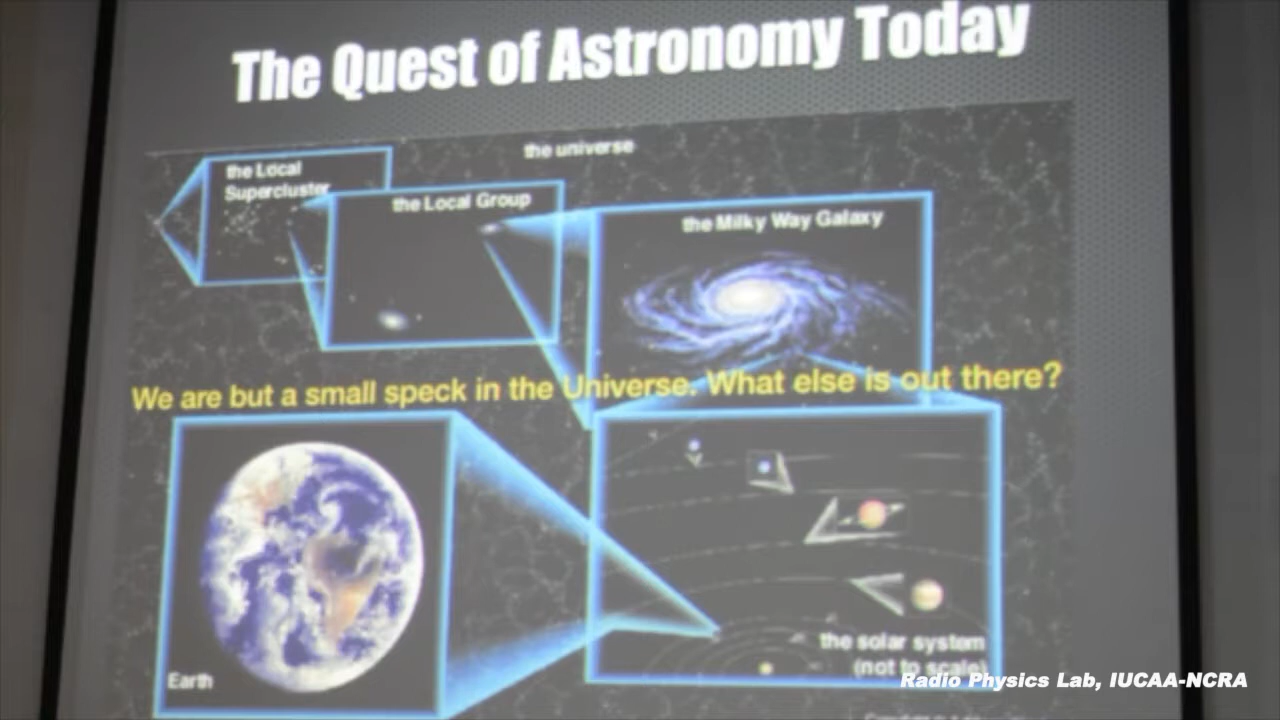 The Quest of Astronomy Today
the universe
the Local
Supercluster
the Local Group
the Milky Way Galaxy
We are but a small speck in the Universe. What else is out there?
Earth
the solar system
(not to scale)
Radio Physics Lab, IUCAA-NCRA